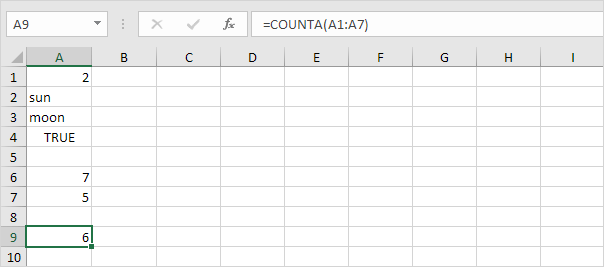 A9 fx =COUNTA(A1:A7)
A B C D E F G H I
1 2
2 sun
3 moon
4 TRUE
5
6 7
7 5
8
9 6
10